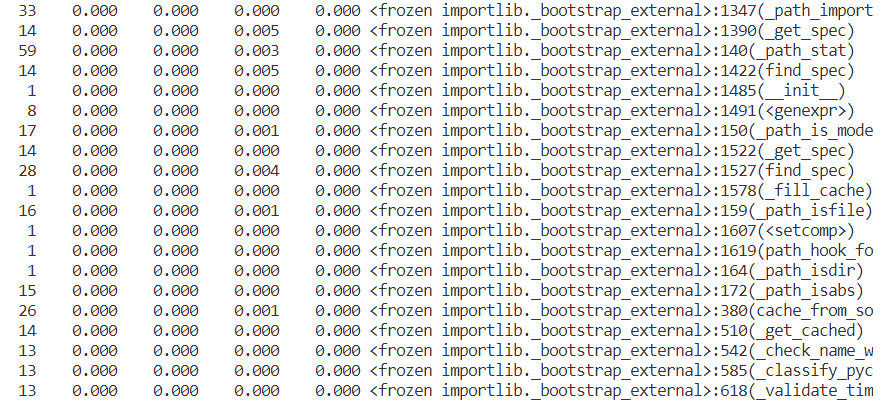 33 0.000 0.000 0.000 0.000 <frozen importlib._bootstrap_external>:1347(_path_import
14 0.000 0.000 0.005 0.000 <frozen importlib._bootstrap_external>:1390(_get_spec)
59 0.000 0.000 0.003 0.000 <frozen importlib._bootstrap_external>:140(_path_stat)
14 0.000 0.000 0.005 0.000 <frozen importlib._bootstrap_external>:1422(find_spec)
1 0.000 0.000 0.000 0.000 <frozen importlib._bootstrap_external>:1485(__init__)
8 0.000 0.000 0.000 0.000 <frozen importlib._bootstrap_external>:1491(<genexpr>)
17 0.000 0.000 0.001 0.000 <frozen importlib._bootstrap_external>:150(_path_is_mode
14 0.000 0.000 0.000 0.000 <frozen importlib._bootstrap_external>:1522(_get_spec)
28 0.000 0.000 0.004 0.000 <frozen importlib._bootstrap_external>:1527(find_spec)
1 0.000 0.000 0.000 0.000 <frozen importlib._bootstrap_external>:1578(_fill_cache)
16 0.000 0.000 0.001 0.000 <frozen importlib._bootstrap_external>:159(_path_isfile)
1 0.000 0.000 0.000 0.000 <frozen importlib._bootstrap_external>:1607(<setcomp>)
1 0.000 0.000 0.000 0.000 <frozen importlib._bootstrap_external>:1619(path_hook_fo
1 0.000 0.000 0.000 0.000 <frozen importlib._bootstrap_external>:164(_path_isdir)
15 0.000 0.000 0.000 0.000 <frozen importlib._bootstrap_external>:172(_path_isabs)
26 0.000 0.000 0.001 0.000 <frozen importlib._bootstrap_external>:380(cache_from_so
14 0.000 0.000 0.000 0.000 <frozen importlib._bootstrap_external>:510(_get_cached)
13 0.000 0.000 0.000 0.000 <frozen importlib._bootstrap_external>:542(_check_name_w
13 0.000 0.000 0.000 0.000 <frozen importlib._bootstrap_external>:585(_classify_pyc
13 0.000 0.000 0.000 0.000 <frozen importlib._bootstrap_external>:618(_validate_tim